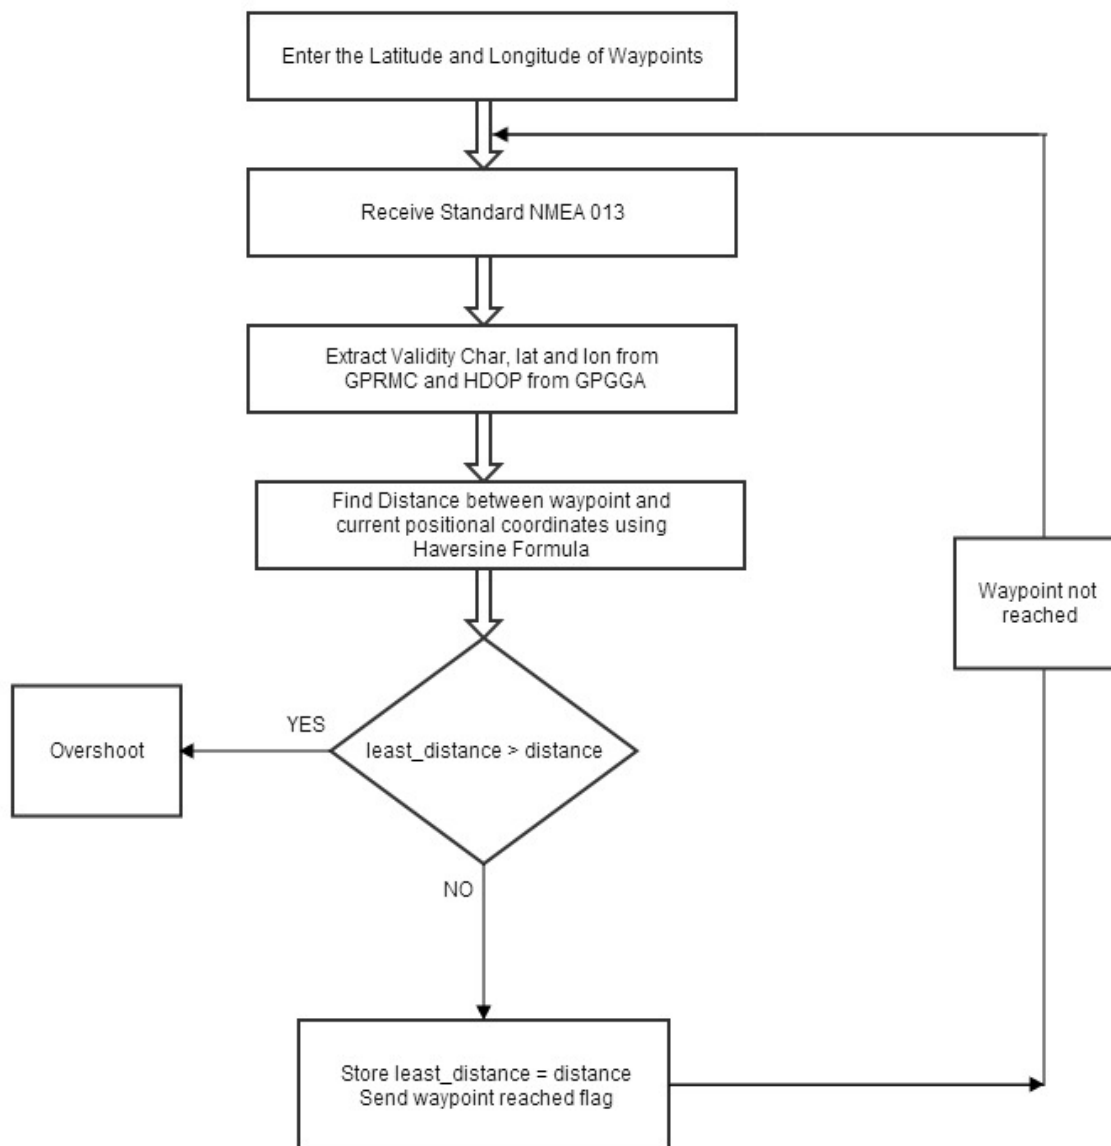 Enter the Latitude and Longitude of Waypoints
Receive Standard NMEA 013
Extract Validity Char, lat and lon from
GPRMC and HDOP from GPGGA
Find Distance between waypoint and
current positional coordinates using
Haversine Formula
Waypoint not
reached
YES
Overshoot
least_distance > distance
NO
Store least_distance = distance
Send waypoint reached flag